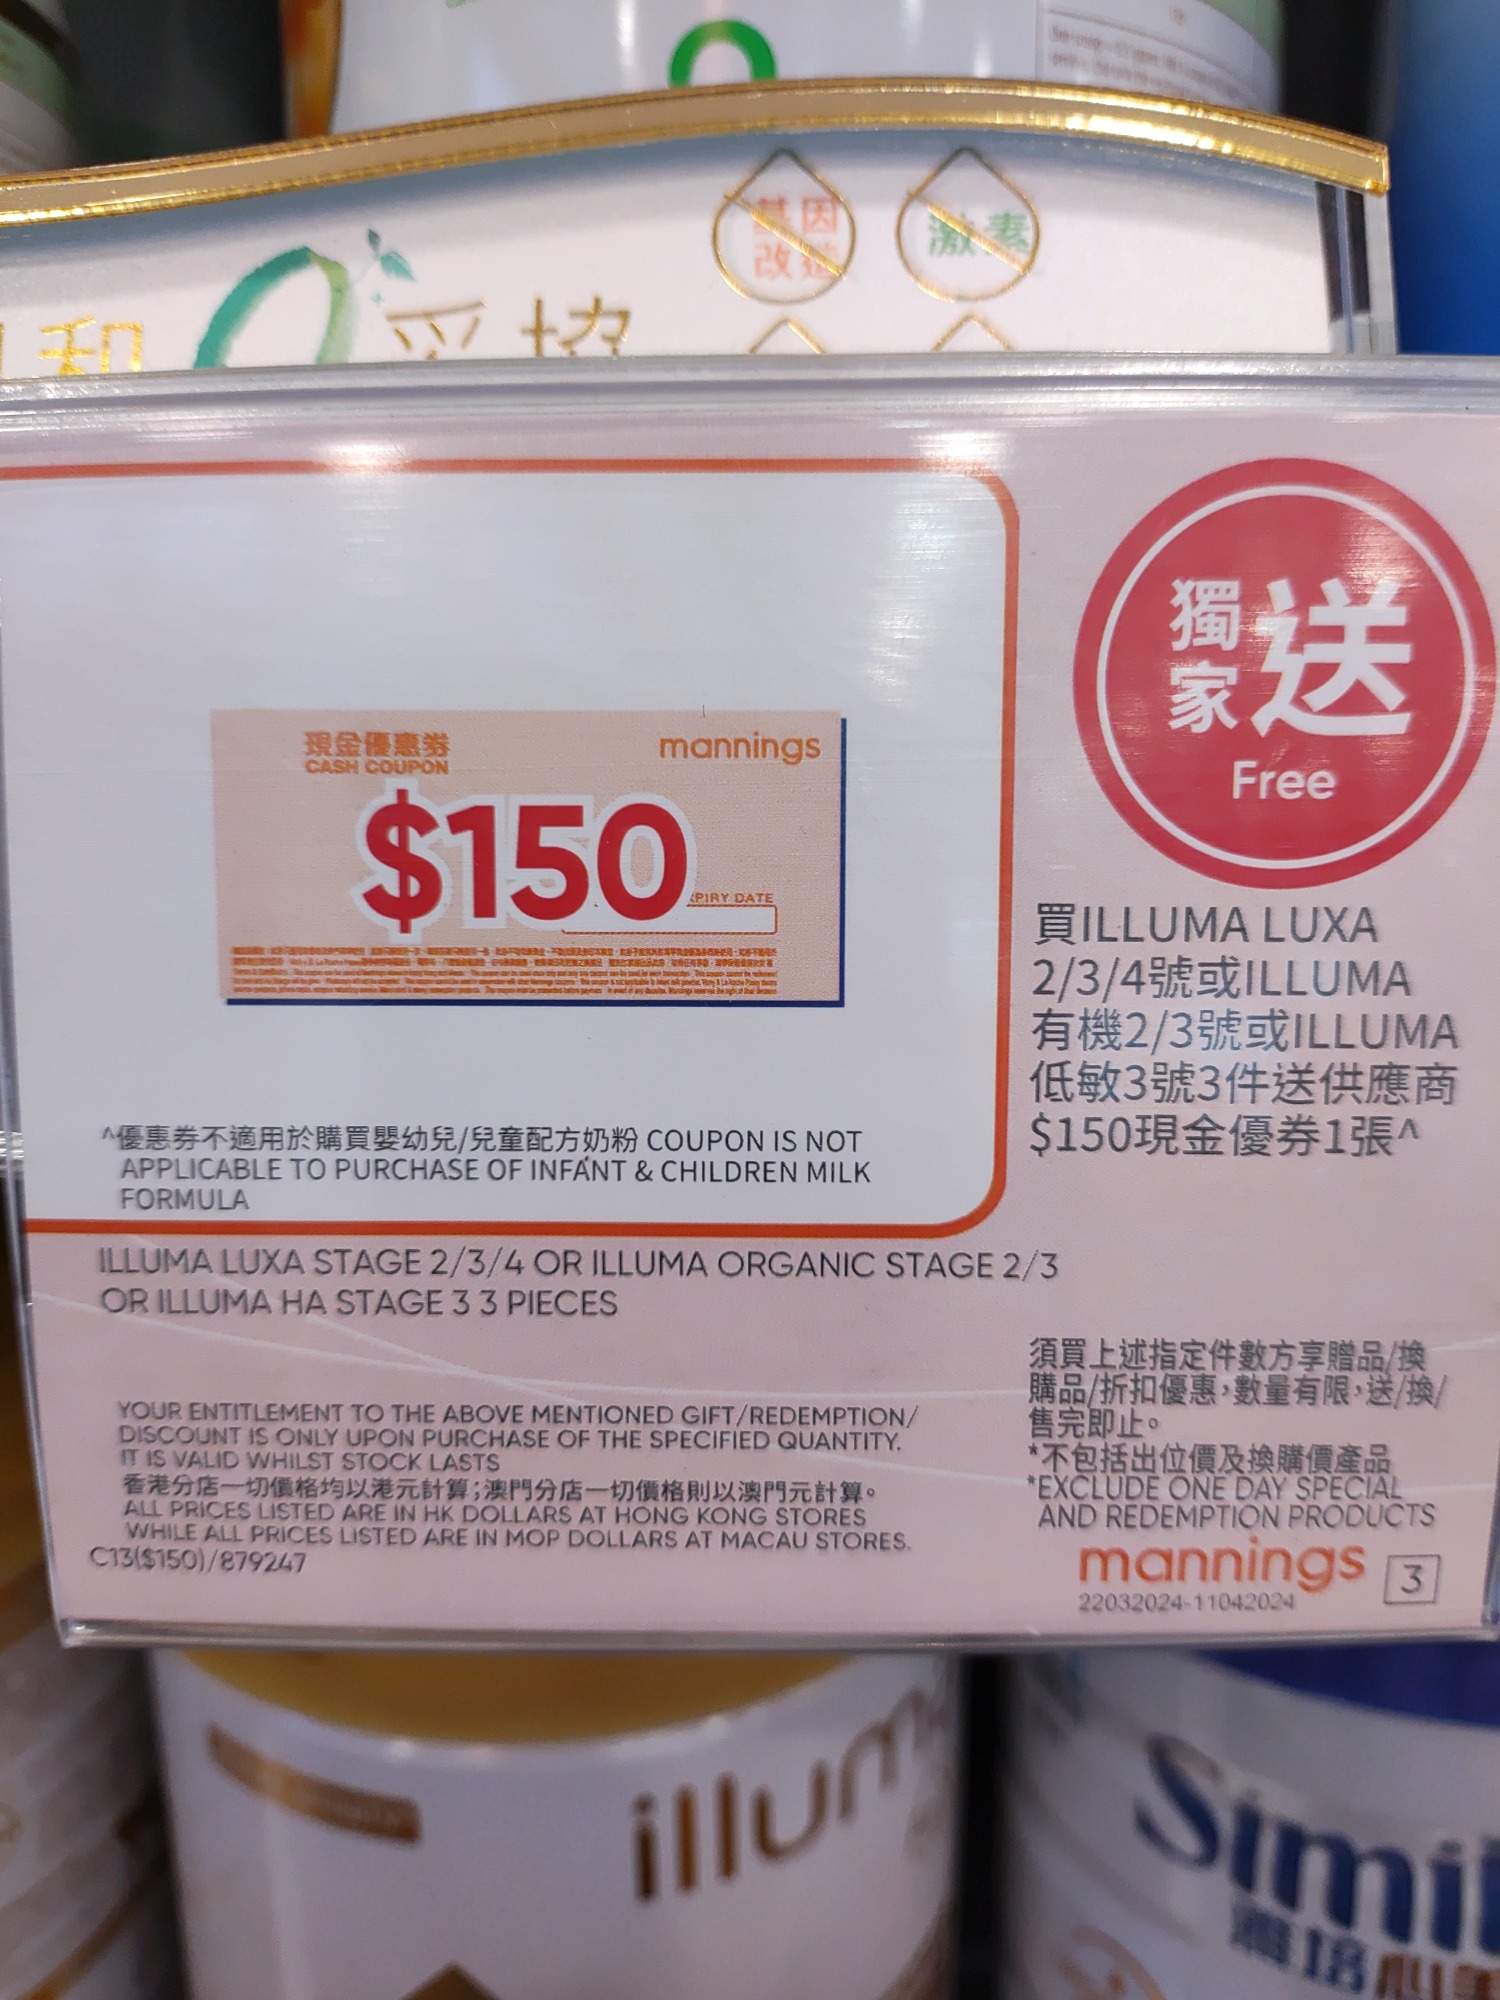 基因
改造
激素
和
采協
現金優惠券
CASH COUPON
mannings
$150
PIRY DATE
^優惠券不適用於購買嬰幼兒/兒童配方奶粉 COUPON IS NOT
APPLICABLE TO PURCHASE OF INFANT & CHILDREN MILK
FORMULA
獨家送
Free
買ILLUMA LUXA
2/3/4號或ILLUMA
有機2/3號或ILLUMA
低敏3號3件送供應商
$150現金優券1張^
ILLUMA LUXA STAGE 2/3/4 OR ILLUMA ORGANIC STAGE 2/3
OR ILLUMA HA STAGE 3 3 PIECES
YOUR ENTITLEMENT TO THE ABOVE MENTIONED GIFT/REDEMPTION/
DISCOUNT IS ONLY UPON PURCHASE OF THE SPECIFIED QUANTITY.
IT IS VALID WHILST STOCK LASTS
香港分店一切價格均以港元計算;澳門分店一切價格則以澳門元計算。
ALL PRICES LISTED ARE IN HK DOLLARS AT HONG KONG STORES
WHILE ALL PRICES LISTED ARE IN MOP DOLLARS AT MACAU STORES.
C13($150)/879247
須買上述指定件數方享贈品/換
購品/折扣優惠,數量有限,送/換/
售完即止。
*不包括出位價及換購價產品
*EXCLUDE ONE DAY SPECIAL
AND REDEMPTION PRODUCTS
mannings 3
22032024-11042024
illum
Simil
雅培心美